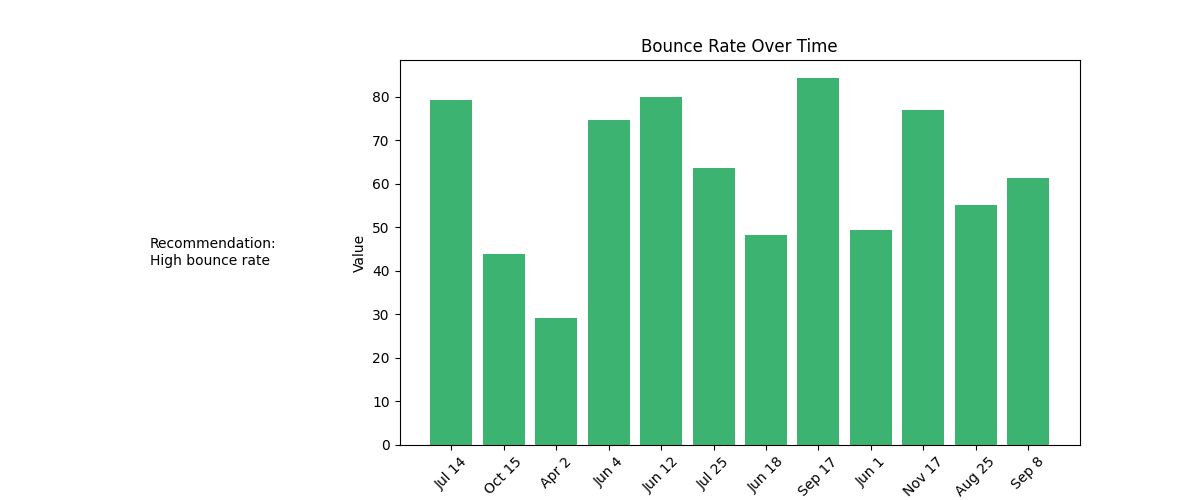 Bounce Rate Over Time
Recommendation:
High bounce rate
Value
80
70
60
50
40
30
20
10
0
Jul 14
Oct 15
Apr 2
Jun 4
Jun 12
Jul 25
Jun 18
Sep 17
Jun 1
Nov 17
Aug 25
Sep 8